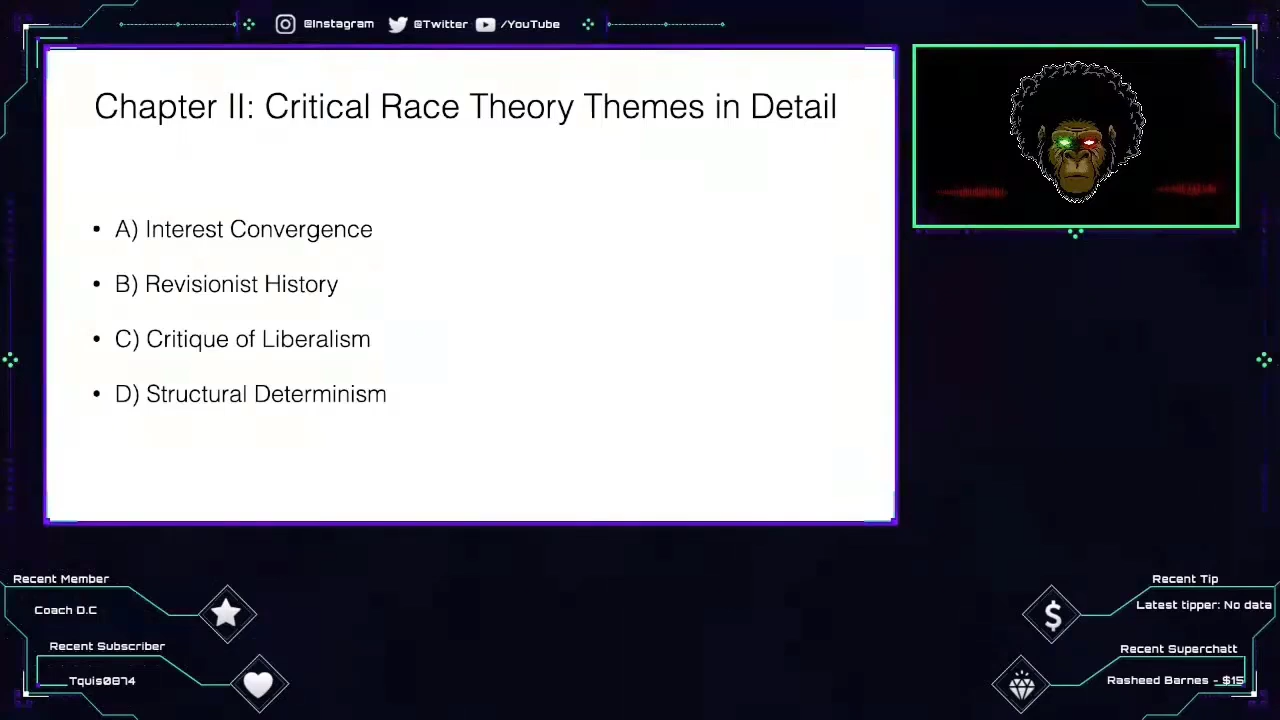 @Instagram @Twitter /YouTube
Chapter II: Critical Race Theory Themes in Detail
• A) Interest Convergence
• B) Revisionist History
• C) Critique of Liberalism
• D) Structural Determinism
Recent Member
Coach D.C
Recent Subscriber
Tquis0874
Recent Tip
Latest tipper: No data
Recent Superchatt
Rasheed Barnes - $15